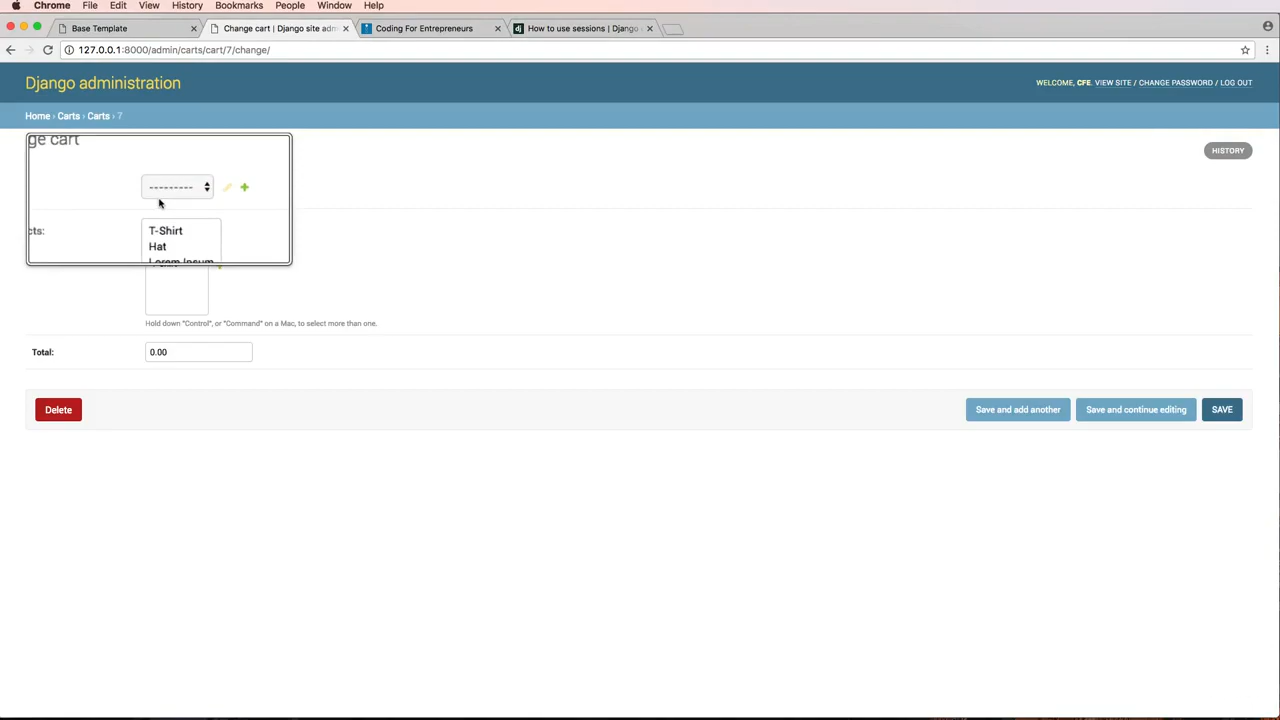 Chrome File Edit View History Bookmarks People Window Help
Base Template
Change cart | Django site adm
Coding For Entrepreneurs
How to use sessions | Django
127.0.0.1:8000/admin/carts/cart/7/change/
Django administration
WELCOME, CFE. VIEW SITE / CHANGE PASSWORD / LOG OUT
Home › Carts › Carts › 7
ge cart
HISTORY
---------
cts:
T-Shirt
Hat
Lorem Ipsum
Hold down "Control", or "Command" on a Mac, to select more than one.
Total:
0.00
Delete
Save and add another
Save and continue editing
SAVE